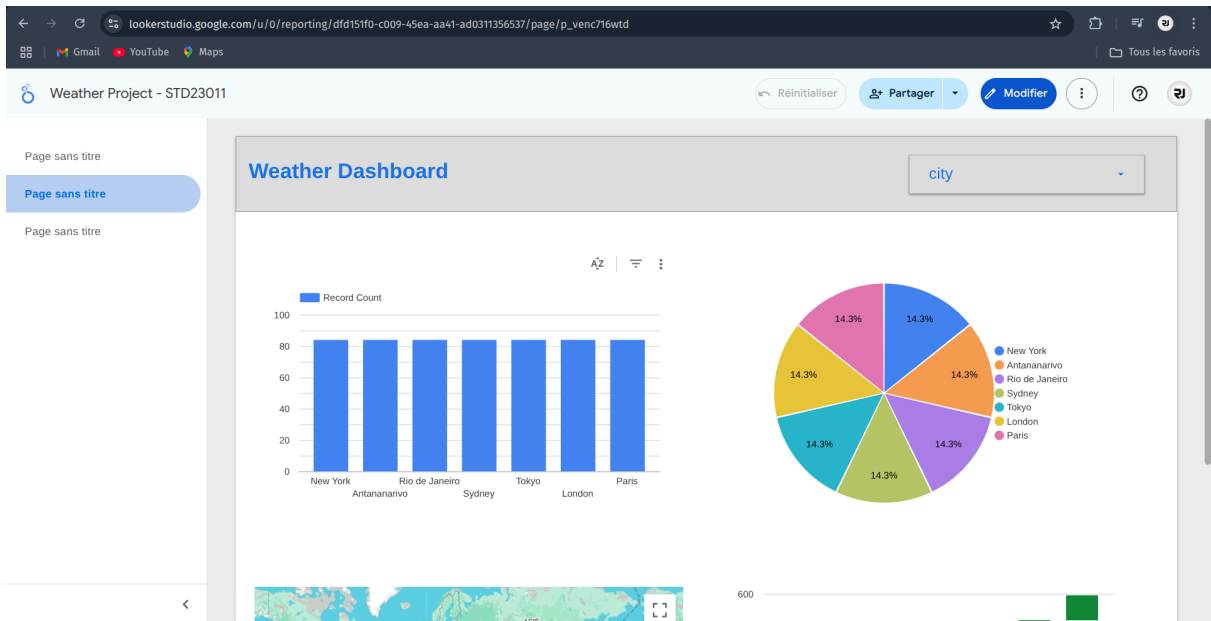 lookerstudio.google.com/u/0/reporting/dfd151f0-c009-45ea-aa41-ad0311356537/page/p_venc716wtd
Gmail YouTube Maps Tous les favoris
Weather Project - STD23011 Réinitialiser Partager Modifier
Page sans titre
Page sans titre
Page sans titre
Weather Dashboard
city
AZ
Record Count
100
80
60
40
20
0
New York Rio de Janeiro Tokyo Paris
Antananarivo Sydney London
14.3% 14.3%
14.3% 14.3%
14.3% 14.3%
14.3%
New York
Antananarivo
Rio de Janeiro
Sydney
Tokyo
London
Paris
600